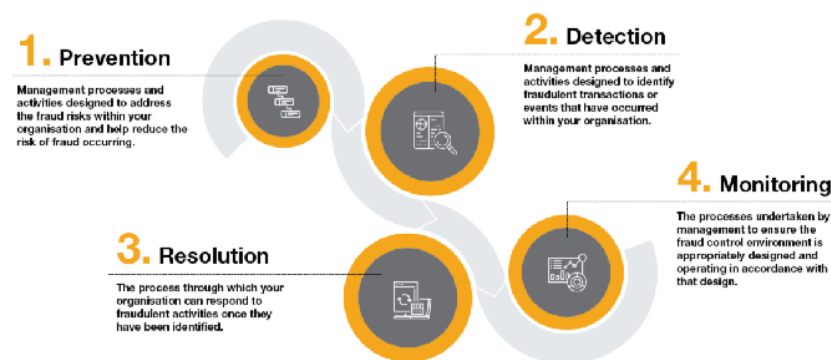 1. Prevention
Management processes and
activities designed to address
the fraud risks within your
organisation and help reduce the
risk of fraud occurring.
2. Detection
Management processes and
activities designed to identify
fraudulent transactions or
events that have occurred
within your organisation.
3. Resolution
The process through which your
organisation can respond to
fraudulent activities once they
have been identified.
4. Monitoring
The processes undertaken by
management to ensure the
fraud control environment is
appropriately designed and
operating in accordance with
that design.